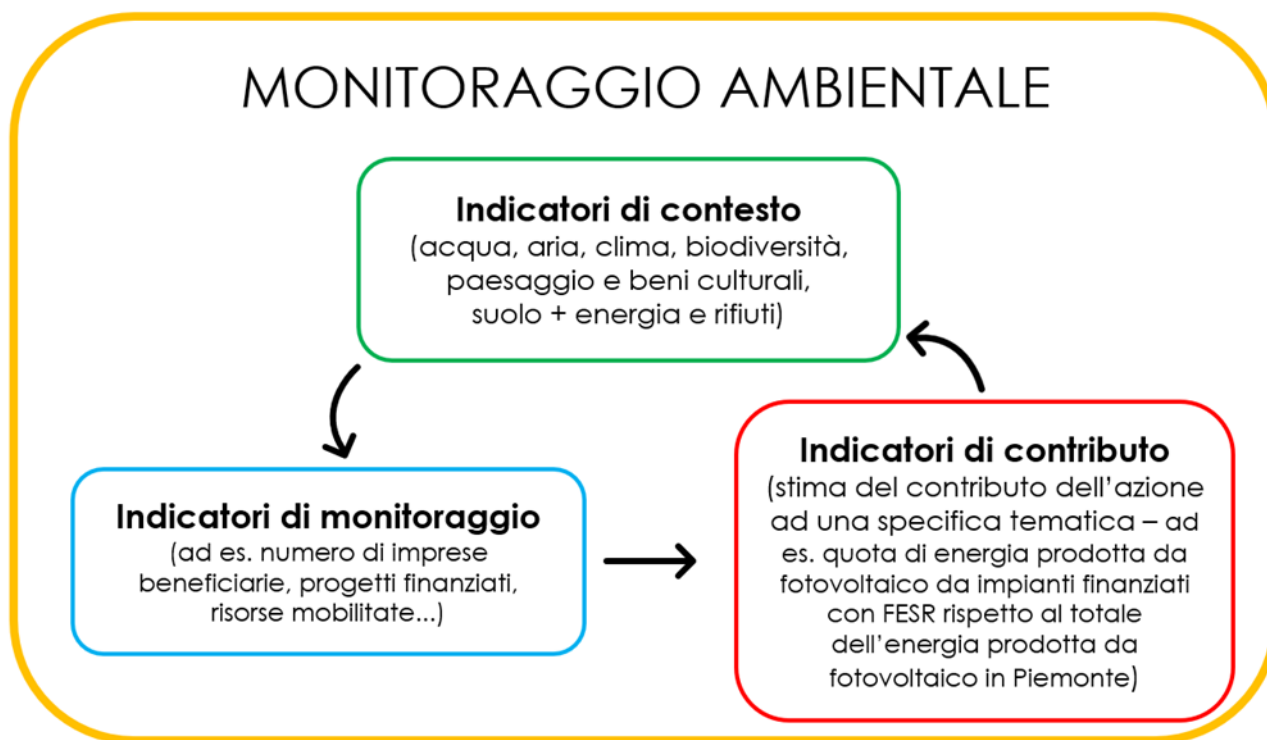 MONITORAGGIO AMBIENTALE
Indicatori di contesto
(acqua, aria, clima, biodiversità,
paesaggio e beni culturali,
suolo + energia e rifiuti)
Indicatori di monitoraggio
(ad es. numero di imprese
beneficiarie, progetti finanziati,
risorse mobilitate...)
Indicatori di contributo
(stima del contributo dell'azione
ad una specifica tematica – ad
es. quota di energia prodotta da
fotovoltaico da impianti finanziati
con FESR rispetto al totale
dell'energia prodotta da
fotovoltaico in Piemonte)